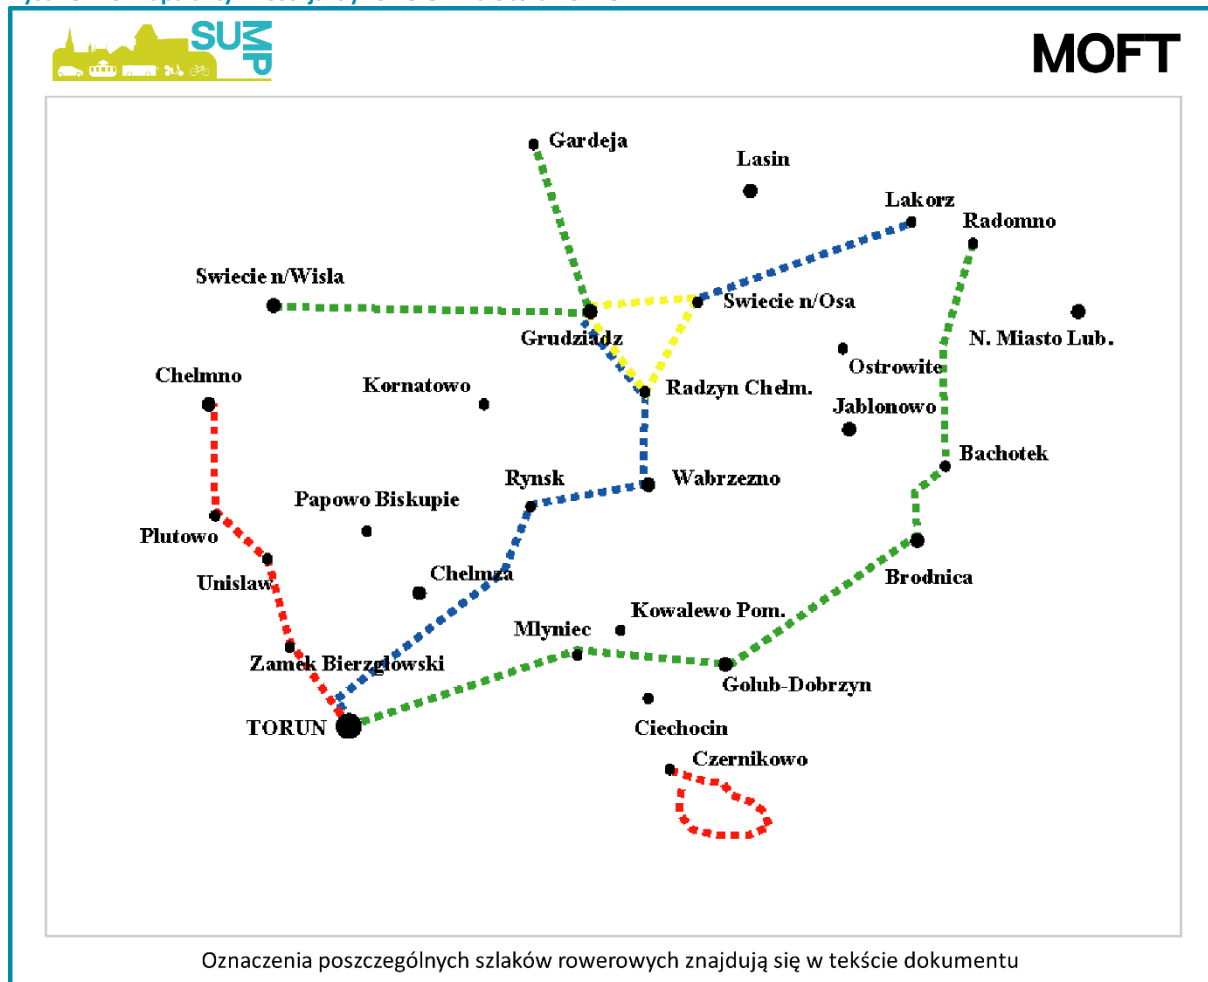 SUMP
MOFT
Gardeja
Lasin
Lakorz
Radomno
Swiecie n/Wisla
Swiecie n/Osa
Grudziadz
N. Miasto Lub.
Ostrowite
Chelmno
Kornatowo
Radzyn Chelm.
Jablonowo
Bachotek
Rynsk
Wabrzezno
Papowo Biskupie
Plutowo
Unislaw
Chelmza
Brodnica
Kowalewo Pom.
Mlyniec
Zamek Bierzglowski
Golub-Dobrzyn
TORUN
Ciechocin
Czernikowo
Oznaczenia poszczególnych szlaków rowerowych znajdują się w tekście dokumentu